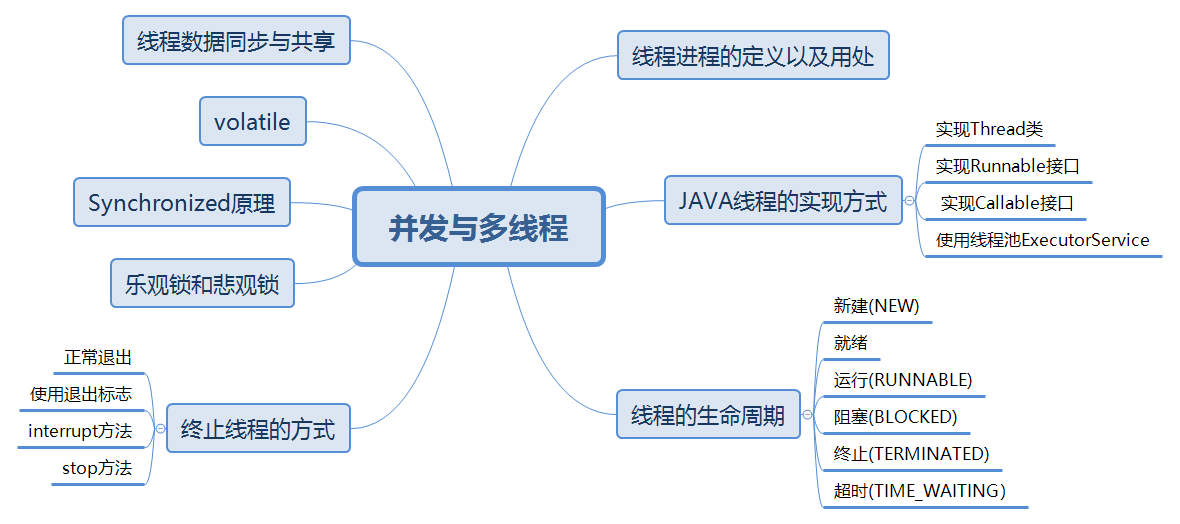 并发与多线程
线程进程的定义以及用处
JAVA线程的实现方式
实现Thread类
实现Runnable接口
实现Callable接口
使用线程池ExecutorService
线程的生命周期
新建(NEW)
就绪
运行(RUNNABLE)
阻塞(BLOCKED)
终止(TERMINATED)
超时(TIME_WAITING）
线程数据同步与共享
volatile
Synchronized原理
乐观锁和悲观锁
终止线程的方式
正常退出
使用退出标志
interrupt方法
stop方法